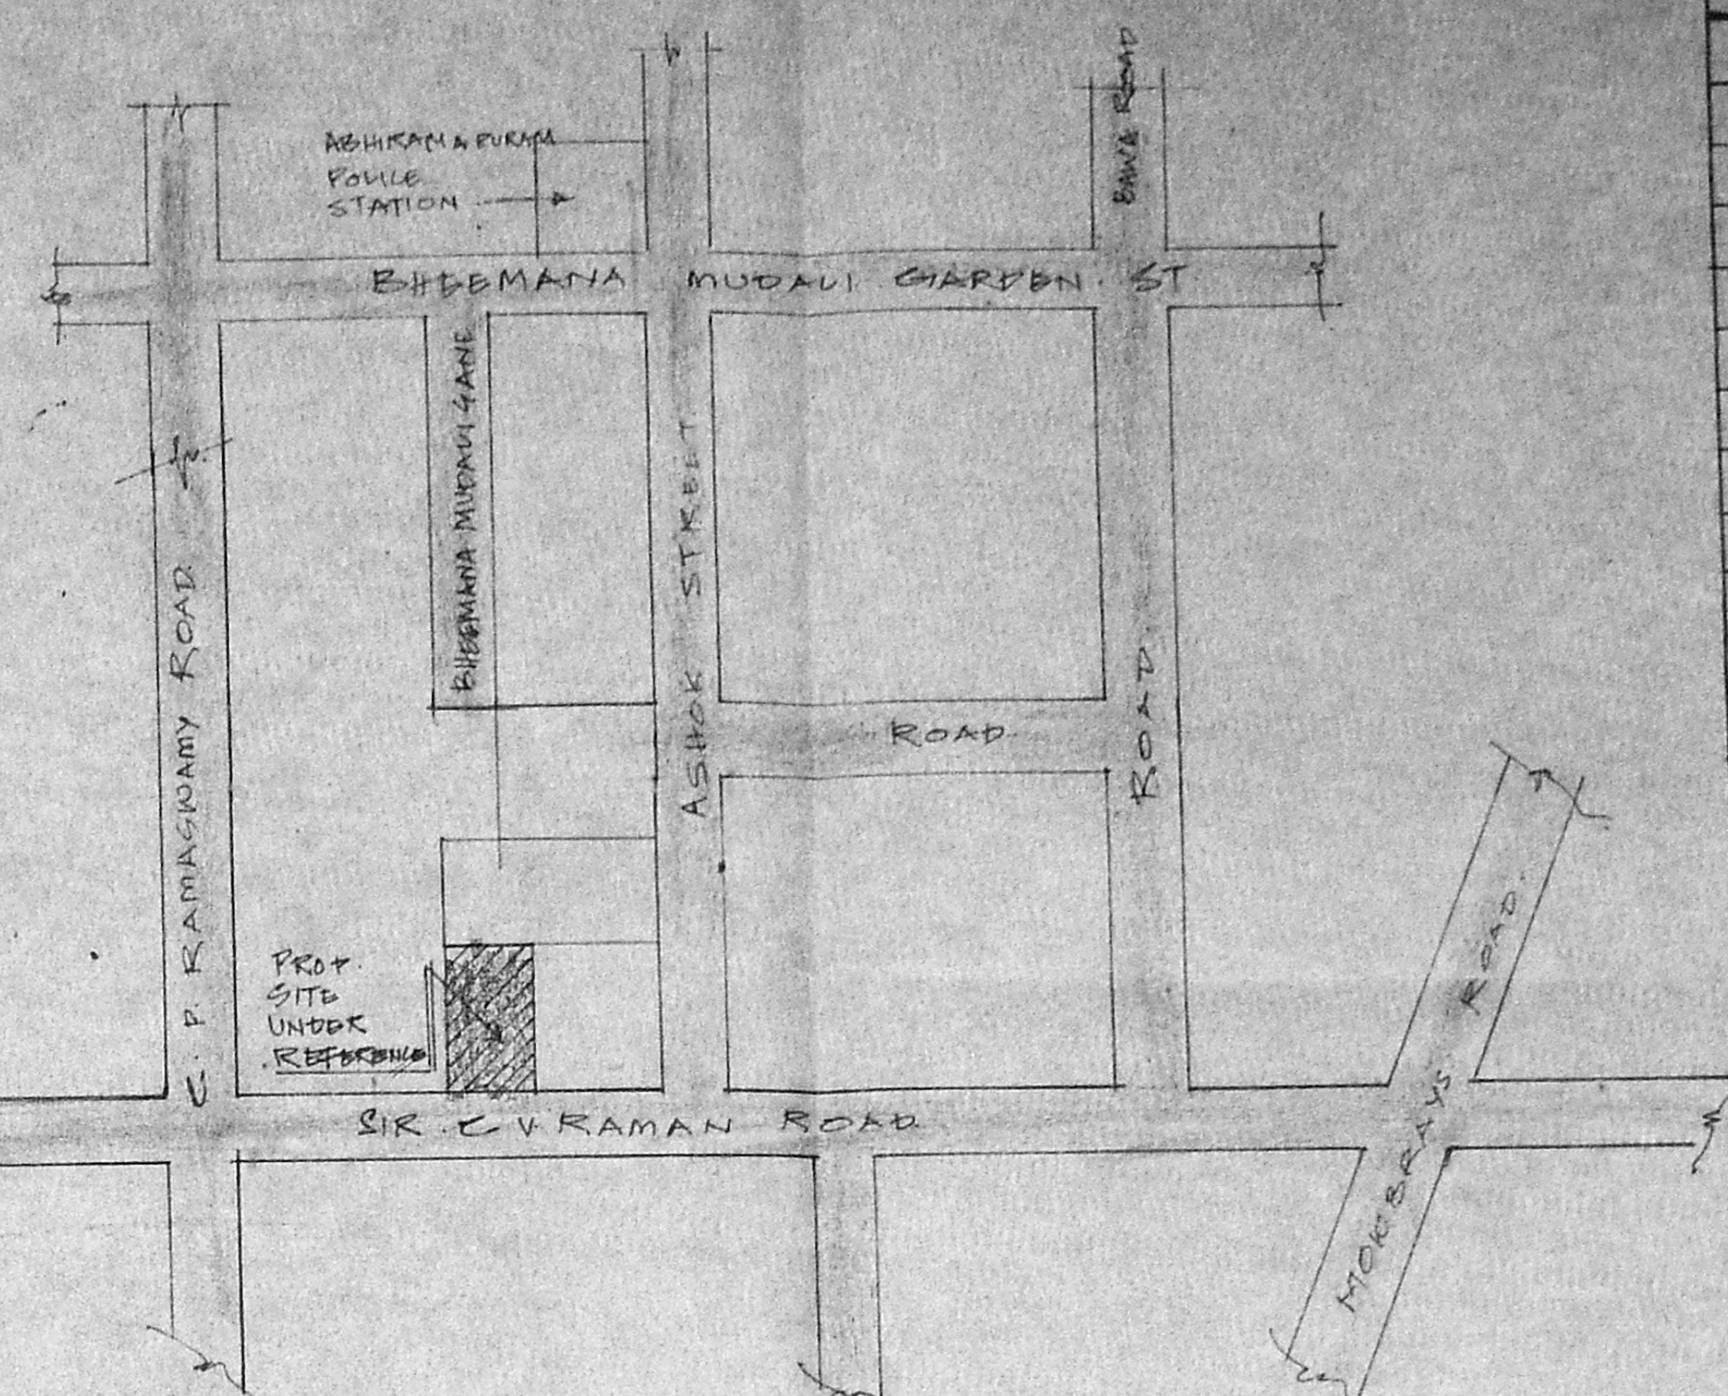 BAWA ROAD
ABHIRAMAPURAM
POLICE
STATION
BHEEMANA MUDALI GARDEN. ST
BHEEMANA MUDALI GANE
ASHOK STREET
C. P. RAMASWAMY ROAD.
ROAD
ROAD.
PROP.
SITE
UNDER
REFERENCE
SIR. C V RAMAN ROAD
MOWBRAYS ROAD.